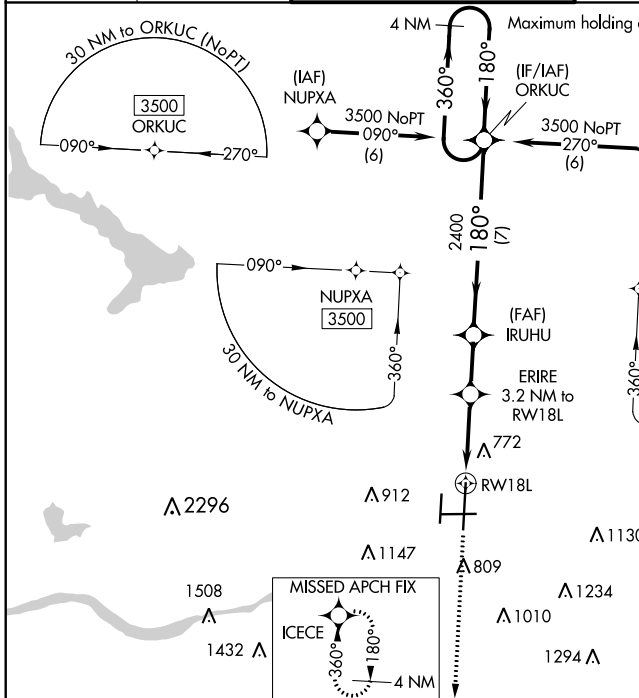 4 NM
Maximum holding
30 NM to ORKUC (NoPT)
(IAF)
NUPXA
360°
180°
(IF/IAF)
ORKUC
3500
ORKUC
3500 NoPT
090°
(6)
3500 NoPT
270°
(6)
090°
270°
2400
180°
(7)
090°
NUPXA
3500
360°
30 NM to NUPXA
(FAF)
IRUHU
360°
ERIRE
3.2 NM to
RW18L
772
RW18L
912
2296
1130
1147
809
MISSED APCH FIX
1234
1508
ICECE
360°
180°
1010
1432
4 NM
1294